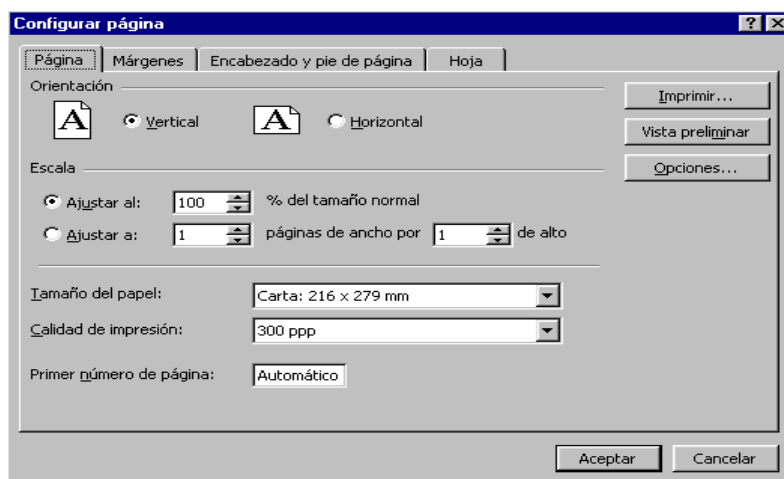 Configurar página
Página Márgenes Encabezado y pie de página Hoja
Orientación
A Vertical A Horizontal
Imprimir...
Vista preliminar
Opciones...
Escala
Ajustar al: 100 % del tamaño normal
Ajustar a: 1 páginas de ancho por 1 de alto
Tamaño del papel: Carta: 216 x 279 mm
Calidad de impresión: 300 ppp
Primer número de página: Automático
Aceptar Cancelar